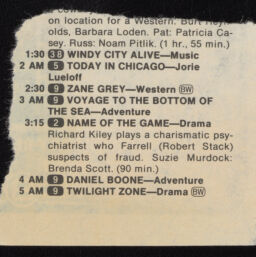 on location for a Western. Burt Rey-
olds, Barbara Loden. Pat: Patricia Ca-
sey. Russ: Noam Pitlik. (1 hr., 55 min.)
1:30 38 WINDY CITY ALIVE—Music
2 AM 5 TODAY IN CHICAGO—Jorie
Lueloff
2:30 9 ZANE GREY—Western BW
3 AM 9 VOYAGE TO THE BOTTOM OF
THE SEA—Adventure
3:15 2 NAME OF THE GAME—Drama
Richard Kiley plays a charismatic psy-
chiatrist who Farrell (Robert Stack)
suspects of fraud. Suzie Murdock:
Brenda Scott. (90 min.)
4 AM 9 DANIEL BOONE—Adventure
5 AM 9 TWILIGHT ZONE—Drama BW